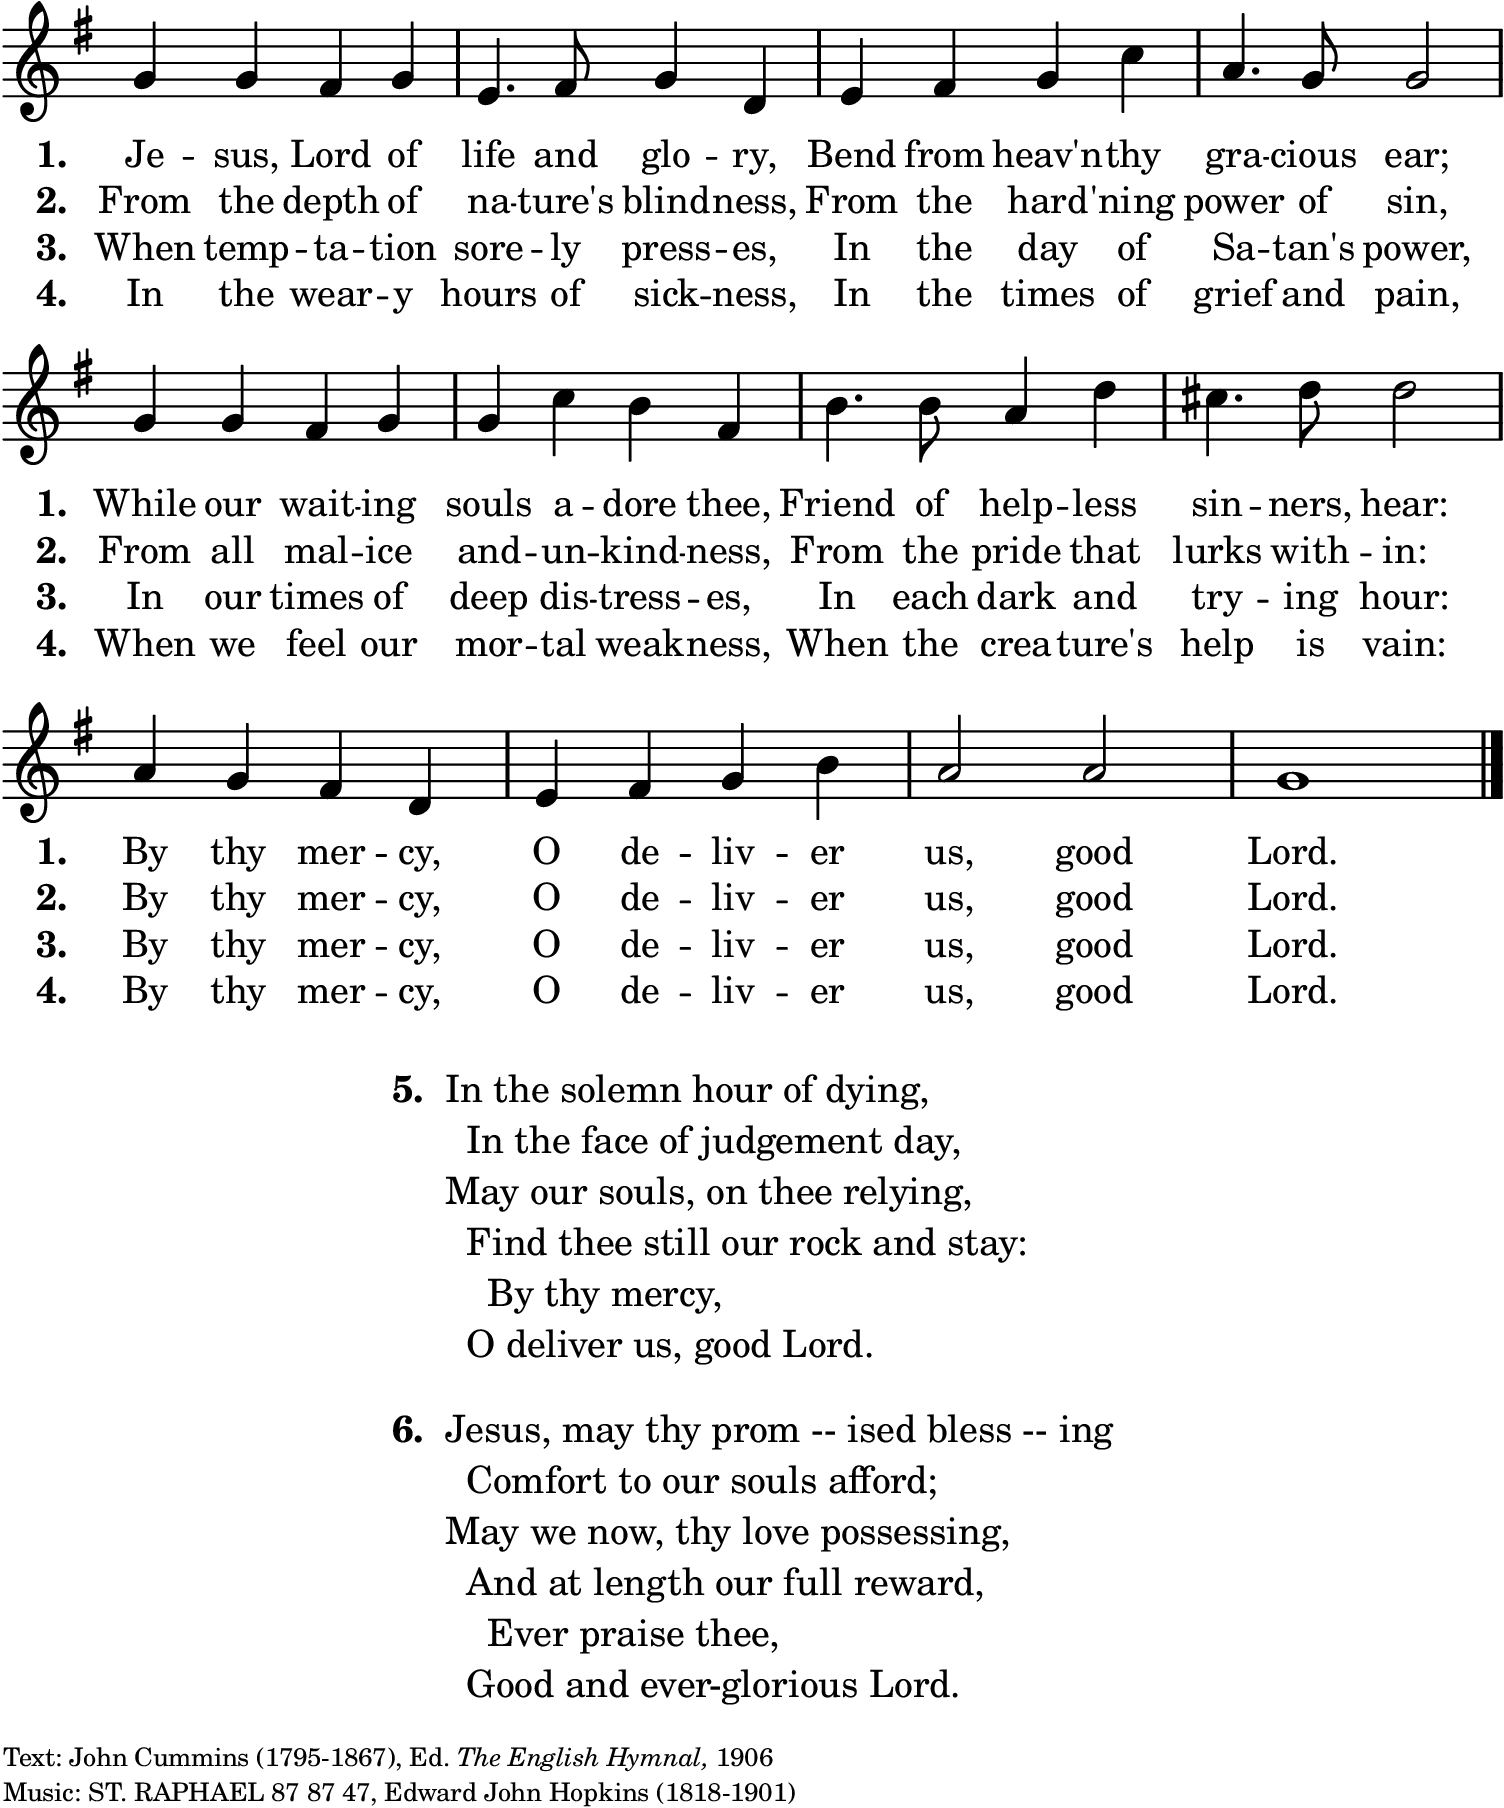 1. Je - sus, Lord of life and glo - ry, Bend from heav'n thy gra - cious ear;
2. From the depth of na - ture's blind - ness, From the hard - 'ning power of sin,
3. When temp - ta - tion sore - ly press - es, In the day of Sa - tan's power,
4. In the wear - y hours of sick - ness, In the times of grief and pain,
1. While our wait - ing souls a - dore thee, Friend of help - less sin - ners, hear:
2. From all mal - ice and - un - kind - ness, From the pride that lurks with - in:
3. In our times of deep dis - tress - es, In each dark and try - ing hour:
4. When we feel our mor - tal weak - ness, When the crea - ture's help is vain:
1. By thy mer - cy, O de - liv - er us, good Lord.
2. By thy mer - cy, O de - liv - er us, good Lord.
3. By thy mer - cy, O de - liv - er us, good Lord.
4. By thy mer - cy, O de - liv - er us, good Lord.
5. In the solemn hour of dying,
In the face of judgement day,
May our souls, on thee relying,
Find thee still our rock and stay:
By thy mercy,
O deliver us, good Lord.
6. Jesus, may thy prom -- ised bless -- ing
Comfort to our souls afford;
May we now, thy love possessing,
And at length our full reward,
Ever praise thee,
Good and ever-glorious Lord.
Text: John Cummins (1795-1867), Ed. The English Hymnal, 1906
Music: ST. RAPHAEL 87 87 47, Edward John Hopkins (1818-1901)